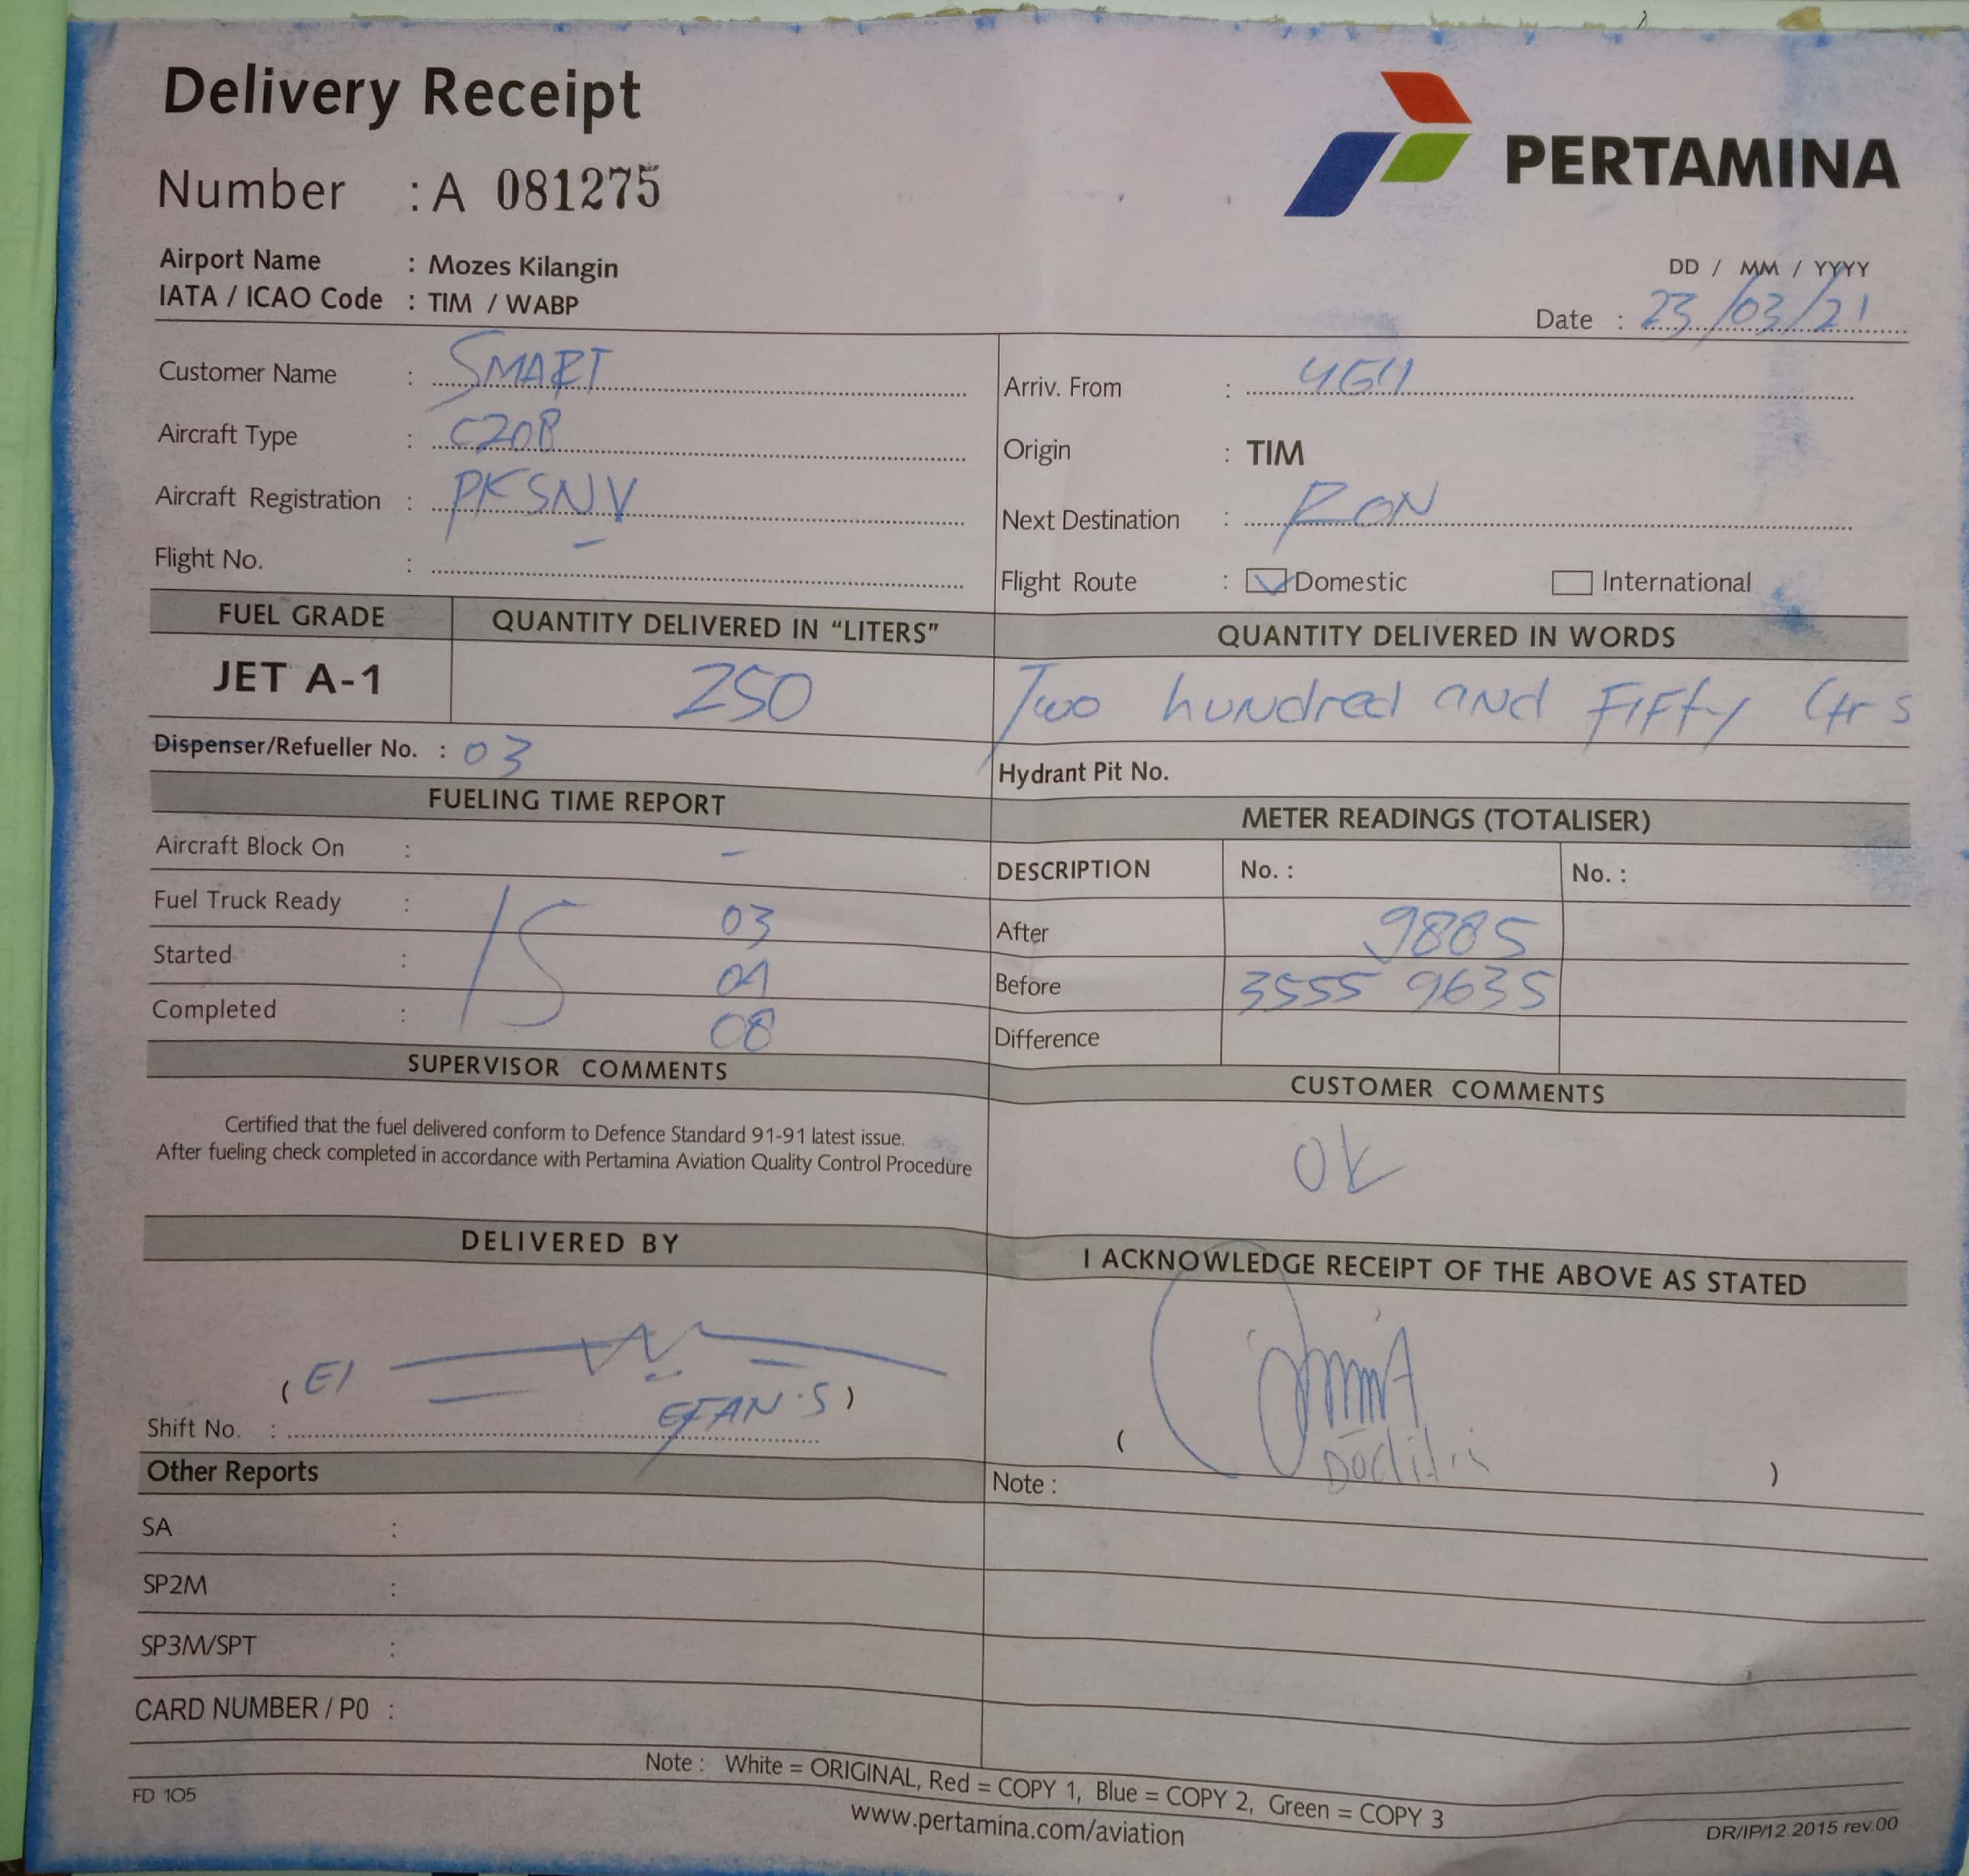 Delivery Receipt
PERTAMINA
Number : A 081275
Airport Name : Mozes Kilangin
IATA / ICAO Code : TIM / WABP
DD / MM / YYYY
Date : 23/03/21
Customer Name : SMART
Arriv. From :
Aircraft Type : C208
Origin : TIM
Aircraft Registration : PKSNV
Next Destination : RON
Flight No. :
Flight Route : Domestic International
FUEL GRADE QUANTITY DELIVERED IN “LITERS” QUANTITY DELIVERED IN WORDS
JET A-1 250 Two hundred and FIFty Ltrs
Dispenser/Refueller No. : 03
Hydrant Pit No.
FUELING TIME REPORT
METER READINGS (TOTALISER)
Aircraft Block On : -
DESCRIPTION No. : No. :
Fuel Truck Ready : 15 03
After 9885
Started :
Before 3555 9635
Completed : 08
Difference
SUPERVISOR COMMENTS
CUSTOMER COMMENTS
Certified that the fuel delivered conform to Defence Standard 91-91 latest issue.
After fueling check completed in accordance with Pertamina Aviation Quality Control Procedure
OK
DELIVERED BY
I ACKNOWLEDGE RECEIPT OF THE ABOVE AS STATED
( EFAN.S )
Shift No. :
( )
Other Reports
Note :
SA :
SP2M :
SP3M/SPT :
CARD NUMBER / P0 :
Note : White = ORIGINAL, Red = COPY 1, Blue = COPY 2, Green = COPY 3
FD 105
www.pertamina.com/aviation
DR/IP/12.2015 rev.00